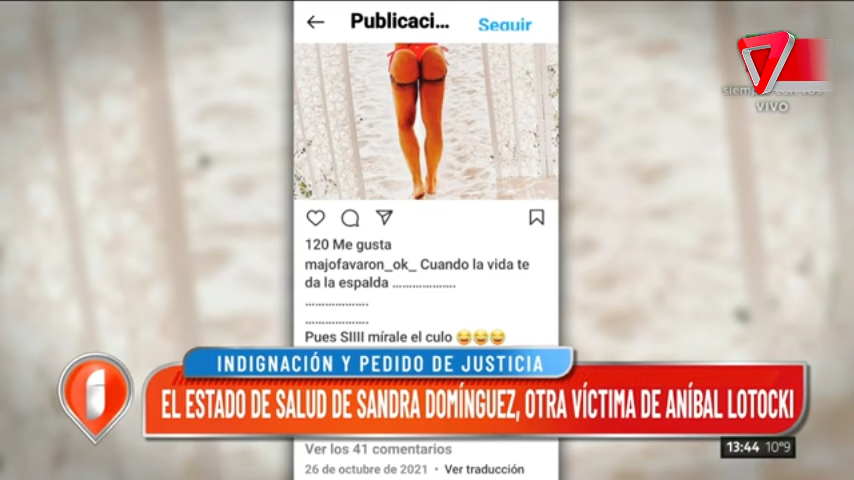 Publicaci...
Seguir
siem
VIVO
120 Me gusta
majofavaron_ok_ Cuando la vida te
da la espalda ...................
...................
...................
Pues SIIII mírale el culo 😂😂😂
INDIGNACIÓN Y PEDIDO DE JUSTICIA
EL ESTADO DE SALUD DE SANDRA DOMÍNGUEZ, OTRA VÍCTIMA DE ANÍBAL LOTOCKI
Ver los 41 comentarios
13:44 10º9
26 de octubre de 2021 • Ver traducción